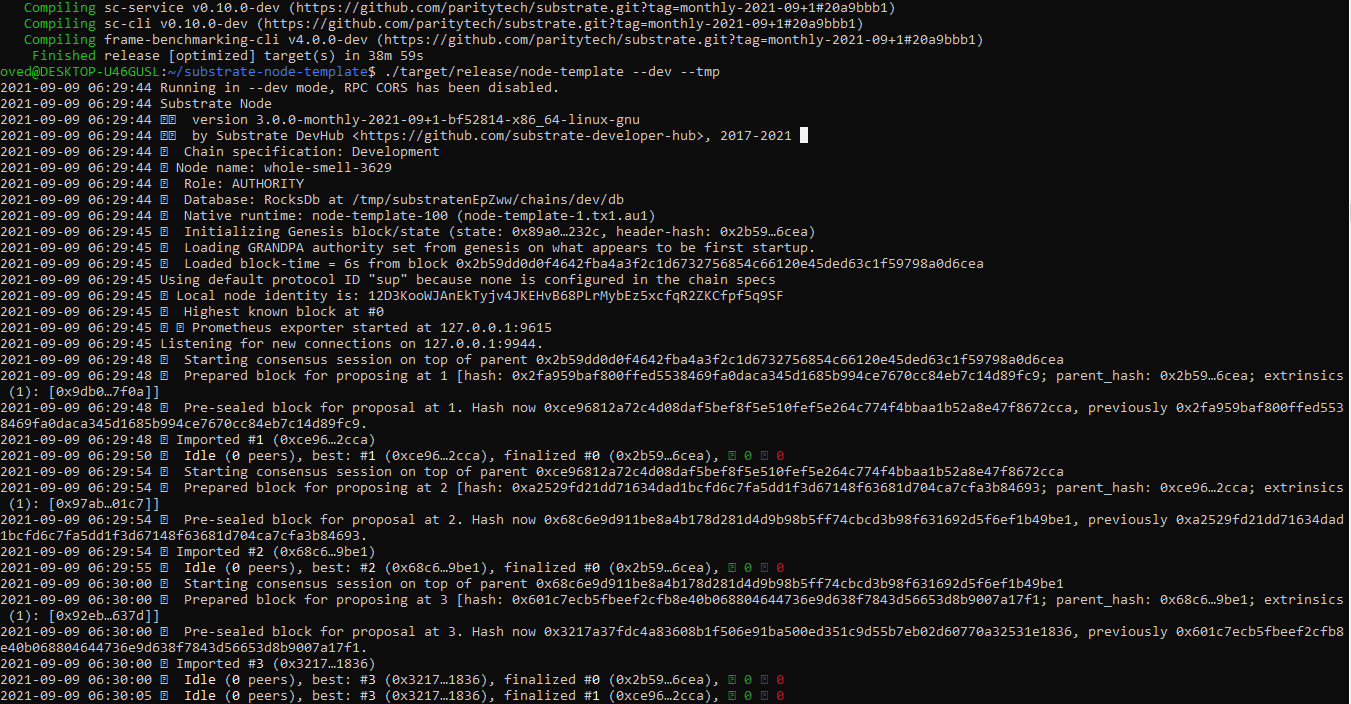 Compiling sc-service v0.10.0-dev (https://github.com/paritytech/substrate.git?tag=monthly-2021-09+1#20a9bbb1)
Compiling sc-cli v0.10.0-dev (https://github.com/paritytech/substrate.git?tag=monthly-2021-09+1#20a9bbb1)
Compiling frame-benchmarking-cli v4.0.0-dev (https://github.com/paritytech/substrate.git?tag=monthly-2021-09+1#20a9bbb1)
Finished release [optimized] target(s) in 38m 59s
oved@DESKTOP-U46GUSL:~/substrate-node-template$ ./target/release/node-template --dev --tmp
2021-09-09 06:29:44 Running in --dev mode, RPC CORS has been disabled.
2021-09-09 06:29:44 Substrate Node
2021-09-09 06:29:44 version 3.0.0-monthly-2021-09+1-bf52814-x86_64-linux-gnu
2021-09-09 06:29:44 by Substrate DevHub <https://github.com/substrate-developer-hub>, 2017-2021
2021-09-09 06:29:44 Chain specification: Development
2021-09-09 06:29:44 Node name: whole-smell-3629
2021-09-09 06:29:44 Role: AUTHORITY
2021-09-09 06:29:44 Database: RocksDb at /tmp/substratenEpZww/chains/dev/db
2021-09-09 06:29:44 Native runtime: node-template-100 (node-template-1.tx1.au1)
2021-09-09 06:29:45 Initializing Genesis block/state (state: 0x89a0…232c, header-hash: 0x2b59…6cea)
2021-09-09 06:29:45 Loading GRANDPA authority set from genesis on what appears to be first startup.
2021-09-09 06:29:45 Loaded block-time = 6s from block 0x2b59dd0d0f4642fba4a3f2c1d6732756854c66120e45ded63c1f59798a0d6cea
2021-09-09 06:29:45 Using default protocol ID "sup" because none is configured in the chain specs
2021-09-09 06:29:45 Local node identity is: 12D3KooWJAnEkTyjv4JKEHvB68PLrMybEz5xcfqR2ZKCfpf5q9SF
2021-09-09 06:29:45 Highest known block at #0
2021-09-09 06:29:45 Prometheus exporter started at 127.0.0.1:9615
2021-09-09 06:29:45 Listening for new connections on 127.0.0.1:9944.
2021-09-09 06:29:48 Starting consensus session on top of parent 0x2b59dd0d0f4642fba4a3f2c1d6732756854c66120e45ded63c1f59798a0d6cea
2021-09-09 06:29:48 Prepared block for proposing at 1 [hash: 0x2fa959baf800ffed5538469fa0daca345d1685b994ce7670cc84eb7c14d89fc9; parent_hash: 0x2b59…6cea; extrinsics
(1): [0x9db0…7f0a]]
2021-09-09 06:29:48 Pre-sealed block for proposal at 1. Hash now 0xce96812a72c4d08daf5bef8f5e510fef5e264c774f4bbaa1b52a8e47f8672cca, previously 0x2fa959baf800ffed553
8469fa0daca345d1685b994ce7670cc84eb7c14d89fc9.
2021-09-09 06:29:48 Imported #1 (0xce96…2cca)
2021-09-09 06:29:50 Idle (0 peers), best: #1 (0xce96…2cca), finalized #0 (0x2b59…6cea), 0 0
2021-09-09 06:29:54 Starting consensus session on top of parent 0xce96812a72c4d08daf5bef8f5e510fef5e264c774f4bbaa1b52a8e47f8672cca
2021-09-09 06:29:54 Prepared block for proposing at 2 [hash: 0xa2529fd21dd71634dad1bcfd6c7fa5dd1f3d67148f63681d704ca7cfa3b84693; parent_hash: 0xce96…2cca; extrinsics
(1): [0x97ab…01c7]]
2021-09-09 06:29:54 Pre-sealed block for proposal at 2. Hash now 0x68c6e9d911be8a4b178d281d4d9b98b5ff74cbcd3b98f631692d5f6ef1b49be1, previously 0xa2529fd21dd71634dad
1bcfd6c7fa5dd1f3d67148f63681d704ca7cfa3b84693.
2021-09-09 06:29:54 Imported #2 (0x68c6…9be1)
2021-09-09 06:29:55 Idle (0 peers), best: #2 (0x68c6…9be1), finalized #0 (0x2b59…6cea), 0 0
2021-09-09 06:30:00 Starting consensus session on top of parent 0x68c6e9d911be8a4b178d281d4d9b98b5ff74cbcd3b98f631692d5f6ef1b49be1
2021-09-09 06:30:00 Prepared block for proposing at 3 [hash: 0x601c7ecb5fbeef2cfb8e40b068804644736e9d638f7843d56653d8b9007a17f1; parent_hash: 0x68c6…9be1; extrinsics
(1): [0x92eb…637d]]
2021-09-09 06:30:00 Pre-sealed block for proposal at 3. Hash now 0x3217a37fdc4a83608b1f506e91ba500ed351c9d55b7eb02d60770a32531e1836, previously 0x601c7ecb5fbeef2cfb8
e40b068804644736e9d638f7843d56653d8b9007a17f1.
2021-09-09 06:30:00 Imported #3 (0x3217…1836)
2021-09-09 06:30:00 Idle (0 peers), best: #3 (0x3217…1836), finalized #0 (0x2b59…6cea), 0 0
2021-09-09 06:30:05 Idle (0 peers), best: #3 (0x3217…1836), finalized #1 (0xce96…2cca), 0 0